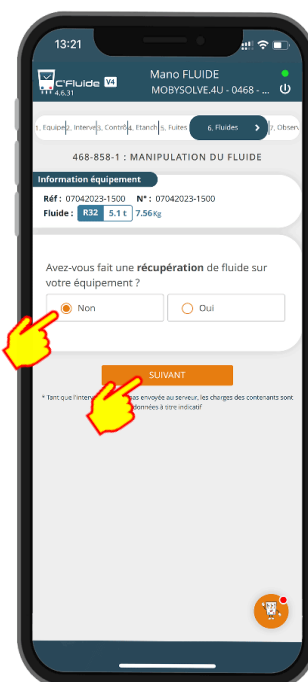 13:21
C'Fluide V4
4.6.31
Mano FLUIDE
MOBYSOLVE.4U - 0468 - ...
1, Equipe 2, Interve 3, Contrô 4, Etanch 5, Fuites 6, Fluides 7, Obser
468-858-1 : MANIPULATION DU FLUIDE
Information équipement
Réf : 07042023-1500 N° : 07042023-1500
Fluide : R32 5.1 t 7.56Kg
Avez-vous fait une récupération de fluide sur
votre équipement ?
Non Oui
SUIVANT
* Tant que l'interv pas envoyée au serveur, les charges des contenants sont
données à titre indicatif